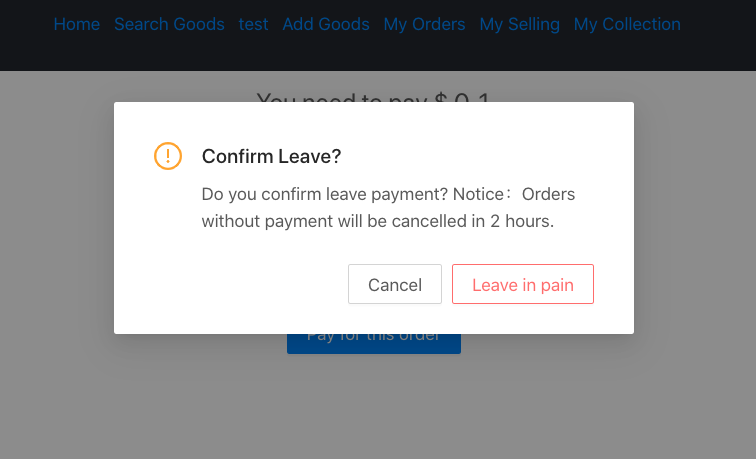 Home Search Goods test Add Goods My Orders My Selling My Collection
You need to pay $ 0.1
Confirm Leave?
Do you confirm leave payment? Notice：Orders
without payment will be cancelled in 2 hours.
Cancel Leave in pain
Pay for this order